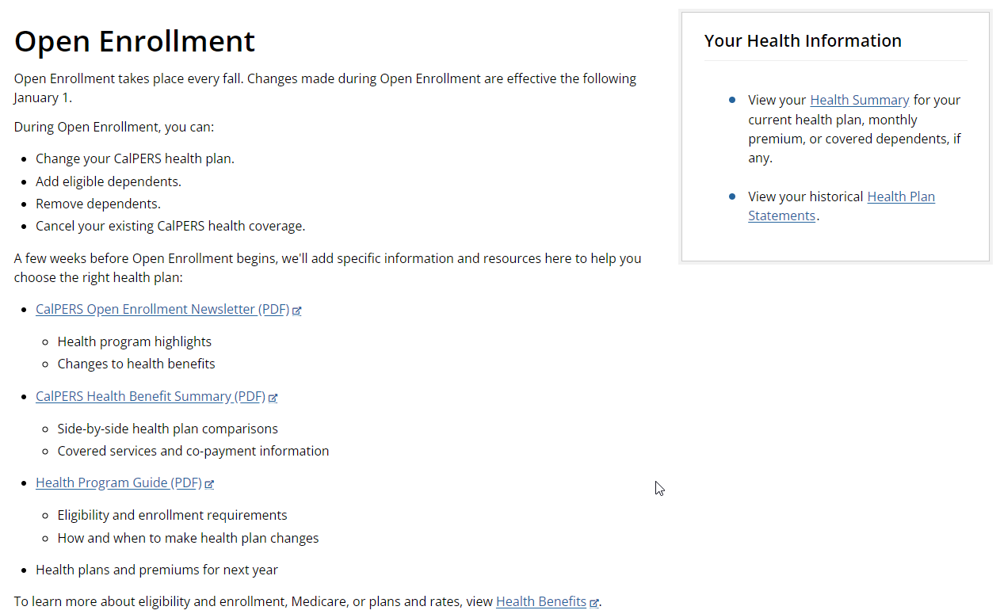 Open Enrollment
Open Enrollment takes place every fall. Changes made during Open Enrollment are effective the following
January 1.
During Open Enrollment, you can:
Change your CalPERS health plan.
Add eligible dependents.
Remove dependents.
Cancel your existing CalPERS health coverage.
A few weeks before Open Enrollment begins, we'll add specific information and resources here to help you
choose the right health plan:
CalPERS Open Enrollment Newsletter (PDF)
Health program highlights
Changes to health benefits
CalPERS Health Benefit Summary (PDF)
Side-by-side health plan comparisons
Covered services and co-payment information
Health Program Guide (PDF)
Eligibility and enrollment requirements
How and when to make health plan changes
Health plans and premiums for next year
To learn more about eligibility and enrollment, Medicare, or plans and rates, view Health Benefits.
Your Health Information
View your Health Summary for your
current health plan, monthly
premium, or covered dependents, if
any.
View your historical Health Plan
Statements.